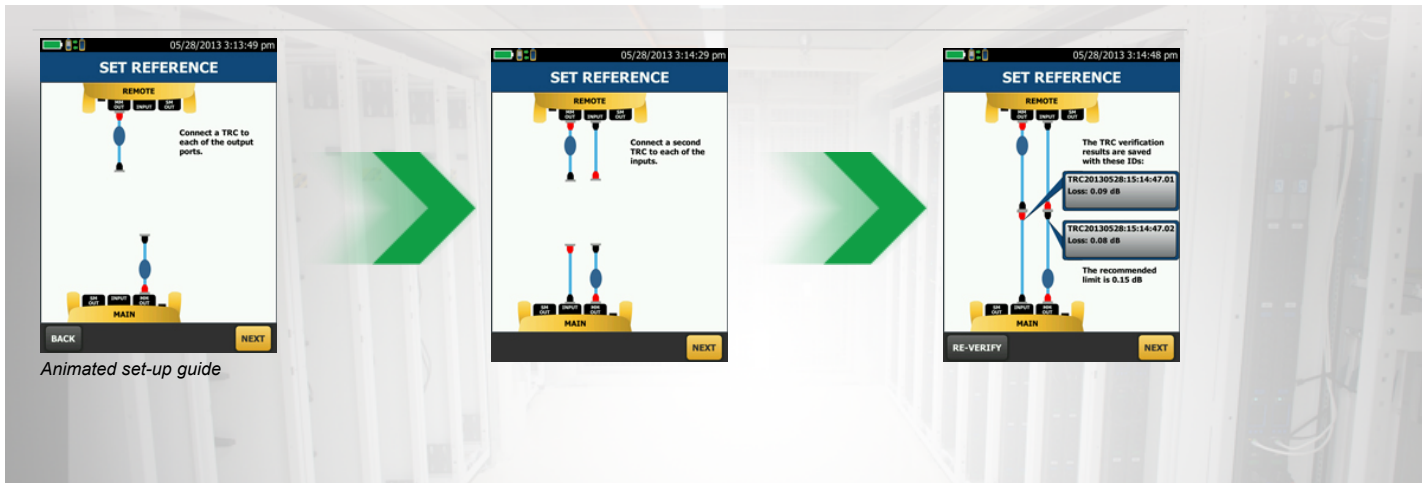 05/28/2013 3:13:49 pm
SET REFERENCE
REMOTE
MM OUT
INPUT
SM OUT
Connect a TRC to
each of the output
ports.
SM OUT
INPUT
MM OUT
MAIN
BACK
NEXT
Animated set-up guide
05/28/2013 3:14:29 pm
SET REFERENCE
REMOTE
MM OUT
INPUT
SM OUT
Connect a second
TRC to each of the
inputs.
SM OUT
INPUT
MM OUT
MAIN
NEXT
05/28/2013 3:14:48 pm
SET REFERENCE
REMOTE
MM OUT
INPUT
SM OUT
The TRC verification
results are saved
with these IDs:
TRC20130528:15:14:47.01
Loss: 0.09 dB
TRC20130528:15:14:47.02
Loss: 0.08 dB
The recommended
limit is 0.15 dB
SM OUT
INPUT
MM OUT
MAIN
RE-VERIFY
NEXT